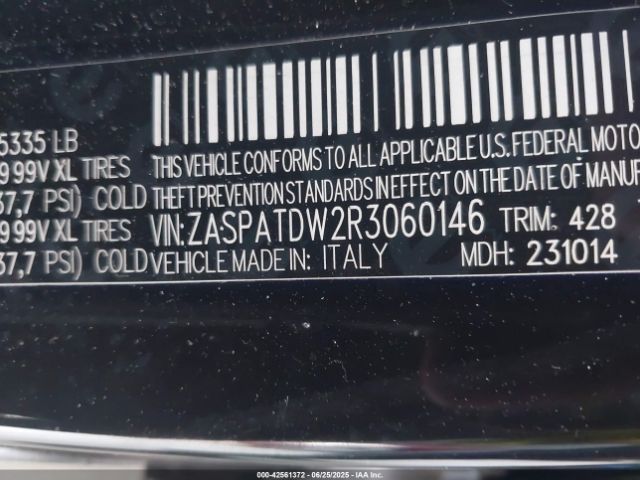 5335 LB
9 99V XL TIRES THIS VEHICLE CONFORMS TO ALL APPLICABLE U.S. FEDERAL MOTO
37,7 PSI) COLD THEFT PREVENTION STANDARDS IN EFFECT ON THE DATE OF MANUF
9 99V XL TIRES VIN:ZASPATDW2R3060146 TRIM: 428
37,7 PSI) COLD VEHICLE MADE IN : ITALY MDH: 231014
000-42561372 06/25/2025 IAA Inc.